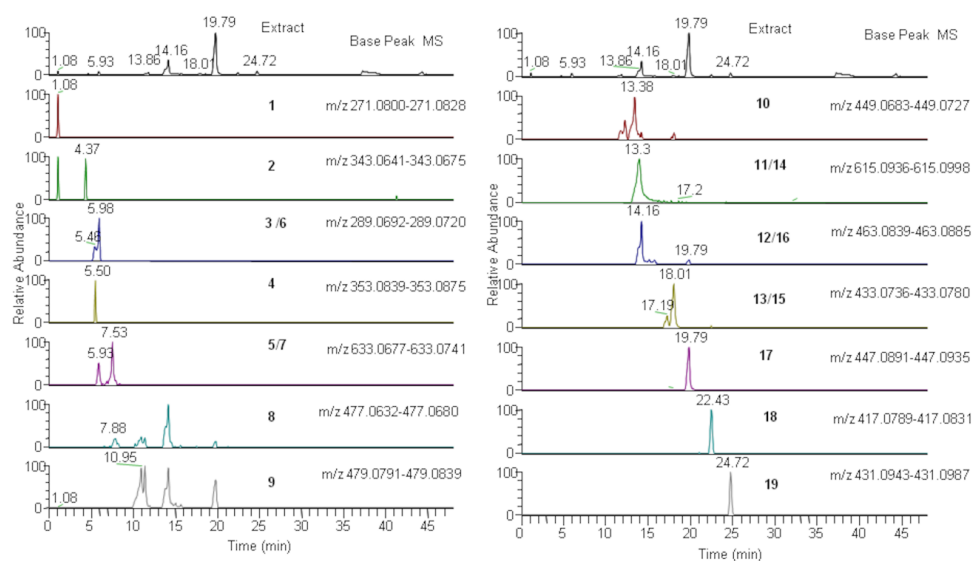 19.79
Extract
Base Peak MS
100
14.16
1.08 5.93 13.86 18.01 24.72
0
100
1.08
1
m/z 271.0800-271.0828
0
100
4.37
2
m/z 343.0641-343.0675
0
100
5.98
5.46
3 /6
m/z 289.0692-289.0720
0
100
5.50
4
m/z 353.0839-353.0875
0
100
7.53
5.93
5/7
m/z 633.0677-633.0741
0
100
7.88
8
m/z 477.0632-477.0680
0
100
10.95
1.08
9
m/z 479.0791-479.0839
0
0 5 10 15 20 25 30 35 40 45
Time (min)
Relative Abundance
19.79
Extract
Base Peak MS
100
14.16
1.08 5.93 13.86 18.01 24.72
0
100
13.38
10
m/z 449.0683-449.0727
0
100
13.3
17.2
11/14
m/z 615.0936-615.0998
0
100
14.16
19.79
12/16
m/z 463.0839-463.0885
0
100
18.01
17.19
13/15
m/z 433.0736-433.0780
0
100
19.79
17
m/z 447.0891-447.0935
0
100
22.43
18
m/z 417.0789-417.0831
0
100
24.72
19
m/z 431.0943-431.0987
0
0 5 10 15 20 25 30 35 40 45
Time (min)
Relative Abundance